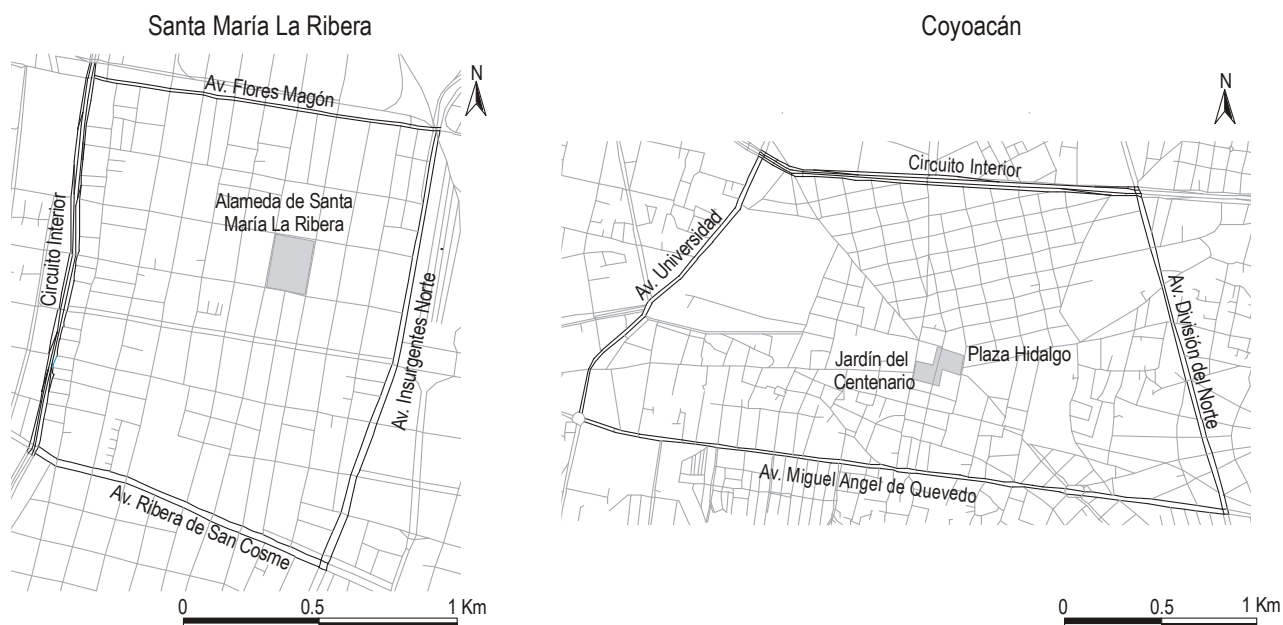 Santa María La Ribera
N
Av. Flores Magón
Circuito Interior
Alameda de Santa
María La Ribera
Av. Insurgentes Norte
Av. Ribera de San Cosme
0 0.5 1 Km
Coyoacán
N
Circuito Interior
Av. Universidad
Av. División del Norte
Jardín del
Centenario
Plaza Hidalgo
Av. Miguel Angel de Quevedo
0 0.5 1 Km